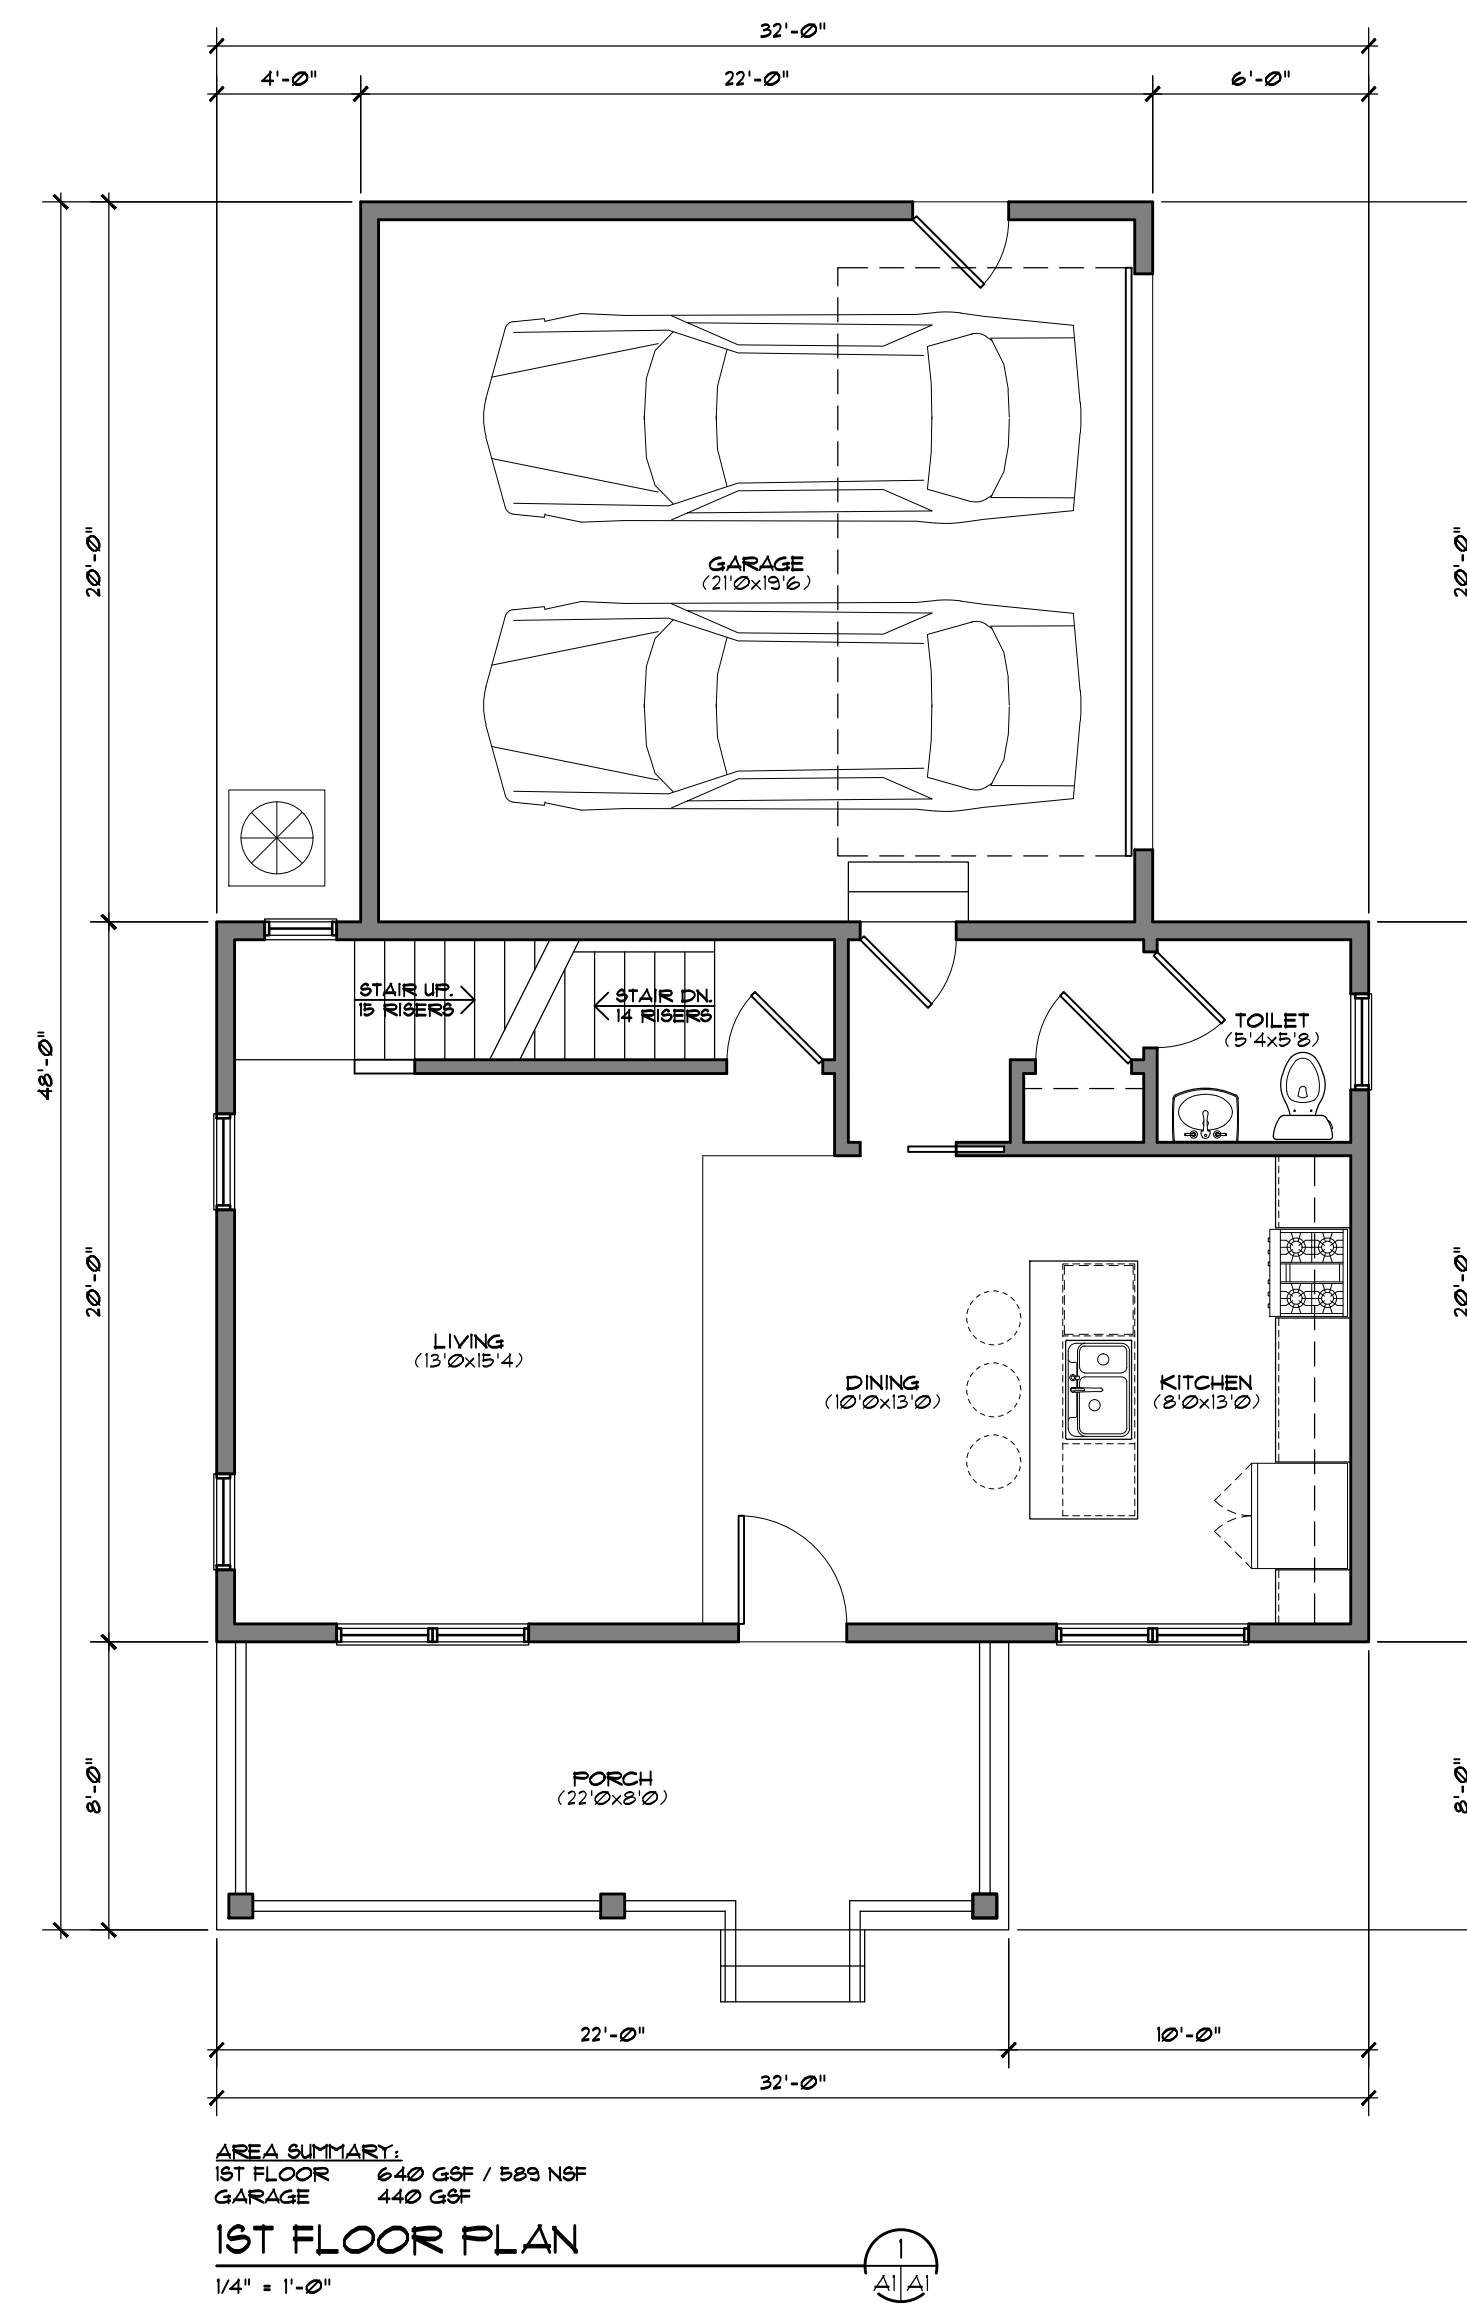 32'-0"
4'-0"
22'-0"
6'-0"
20'-0"
20'-0"
GARAGE
(21'0x19'6)
48'-0"
STAIR UP.
15 RISERS
STAIR DN.
14 RISERS
TOILET
(5'4x5'8)
20'-0"
20'-0"
LIVING
(13'0x15'4)
DINING
(10'0x13'0)
KITCHEN
(8'0x13'0)
8'-0"
8'-0"
PORCH
(22'0x8'0)
22'-0"
10'-0"
32'-0"
AREA SUMMARY:
1ST FLOOR 640 GSF / 589 NSF
GARAGE 440 GSF
1ST FLOOR PLAN
1/4" = 1'-0"
1
A1 A1